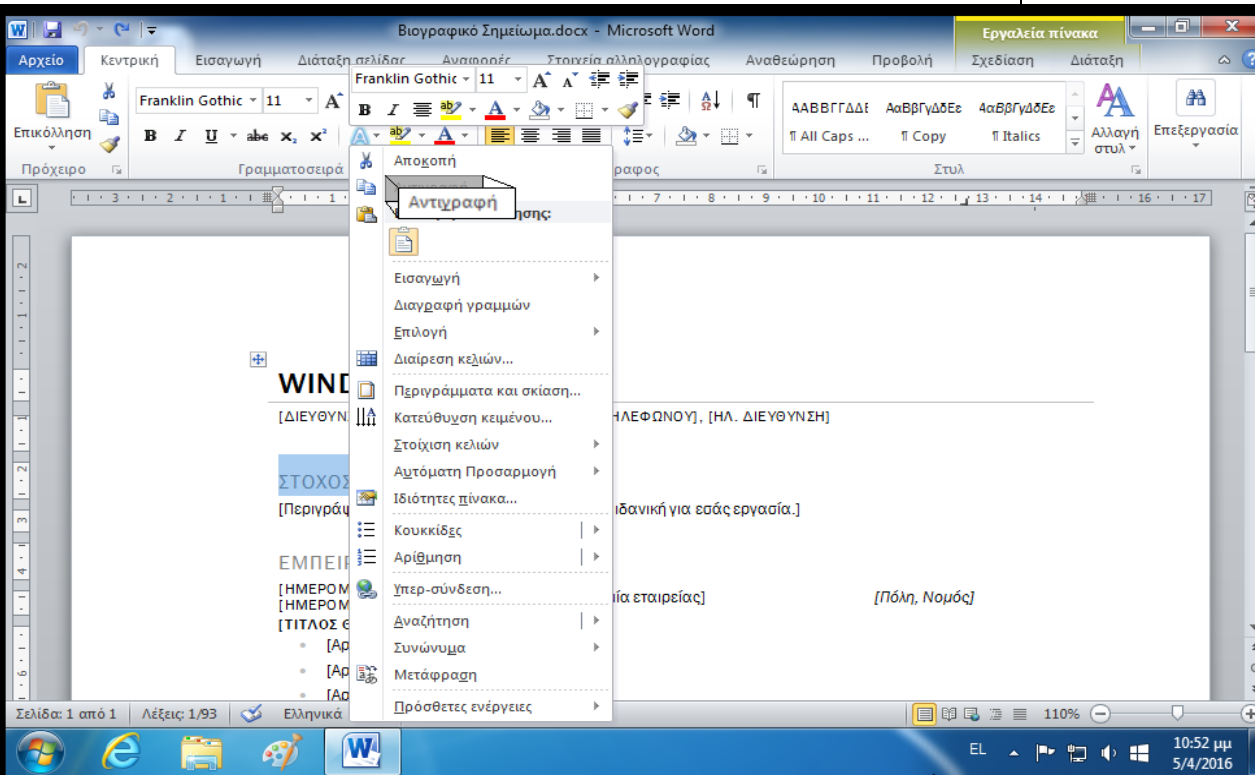 Βιογραφικό Σημείωμα.docx - Microsoft Word
Εργαλεία πίνακα
Αρχείο Κεντρική Εισαγωγή Διάταξη σελίδας Αναφορές Στοιχεία αλληλογραφίας Αναθεώρηση Προβολή Σχεδίαση Διάταξη
Franklin Gothic 11
Franklin Gothic 11
Επικόλληση
ΑΑΒΒΓΓΔΔΕ ΑαΒβΓγΔδΕε ΑαΒβΓγΔδΕε
¶ All Caps ... ¶ Copy ¶ Italics
Αλλαγή στυλ
Επεξεργασία
Πρόχειρο Γραμματοσειρά Στυλ
Αποκοπή
Αντιγραφή
ησης:
Εισαγωγή
Διαγραφή γραμμών
Επιλογή
Διαίρεση κελιών...
Περιγράμματα και σκίαση...
Κατεύθυνση κειμένου...
Στοίχιση κελιών
Αυτόματη Προσαρμογή
Ιδιότητες πίνακα...
Κουκκίδες
Αρίθμηση
Υπερ-σύνδεση...
Αναζήτηση
Συνώνυμα
Μετάφραση
Πρόσθετες ενέργειες
WIND
[ΔΙΕΥΘΥΝ ΗΛΕΦΩΝΟΥ], [ΗΛ. ΔΙΕΥΘΥΝΣΗ]
ΣΤΟΧΟΣ
[Περιγράψ ιδανική για εσάς εργασία.]
ΕΜΠΕΙΡ
[ΗΜΕΡΟΜ
[ΗΜΕΡΟΜ ία εταιρείας] [Πόλη, Νομός]
[ΤΙΤΛΟΣ Θ
[Αρ
[Αρ
[Αρ
Σελίδα: 1 από 1 Λέξεις: 1/93 Ελληνικά 110%
EL 10:52 μμ
5/4/2016